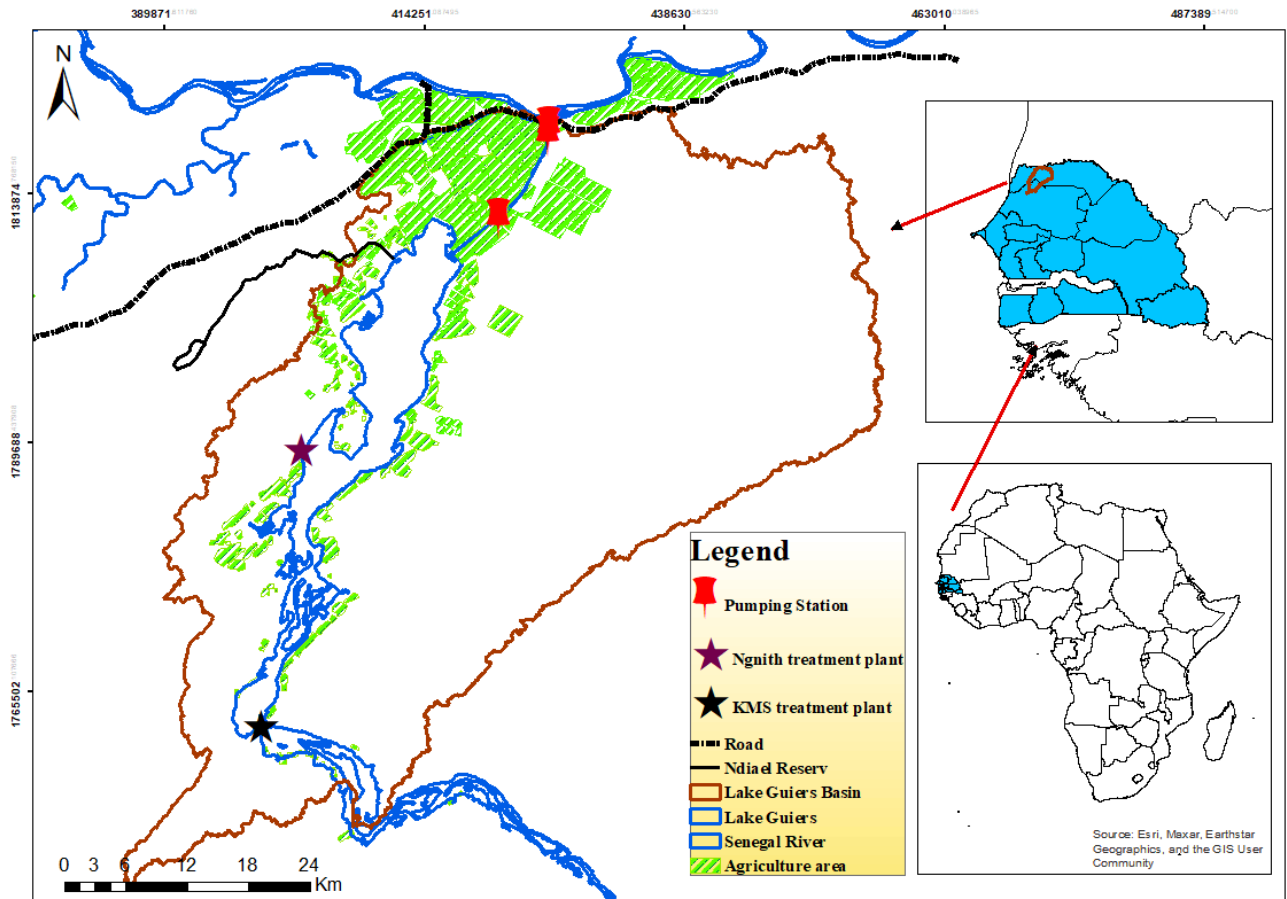 389871
414251
438630
463010
487389
N
1813874
1789688
1765502
Legend
Pumping Station
Ngnith treatment plant
KMS treatment plant
Road
Ndiael Reserv
Lake Guiers Basin
Lake Guiers
Senegal River
Agriculture area
0 3 6 12 18 24
Km
Source: Esri, Maxar, Earthstar
Geographics, and the GIS User
Community